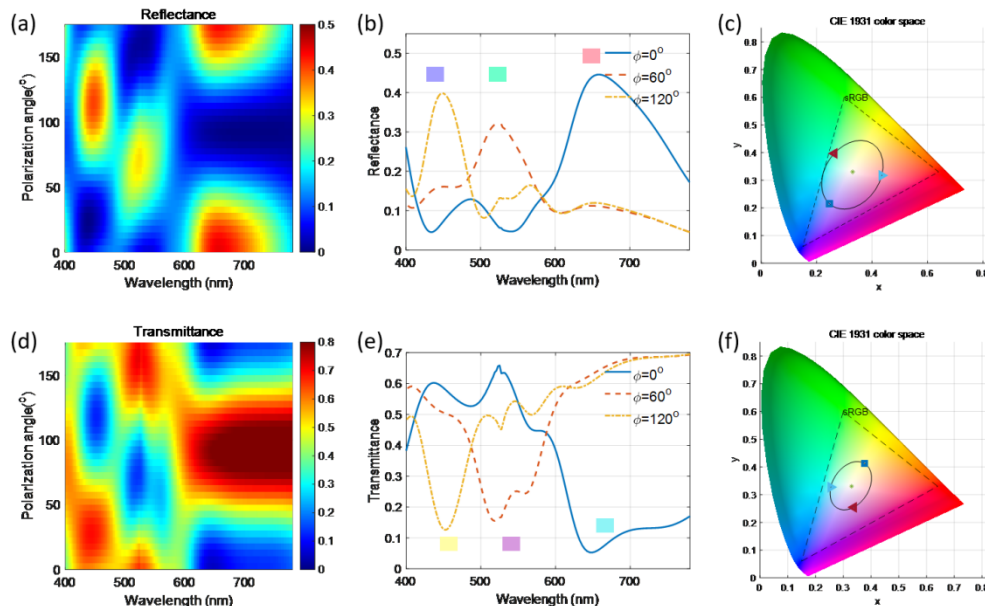 (a)
Reflectance
Polarization angle(°)
150
100
50
0
400 500 600 700
Wavelength (nm)
0.5
0.4
0.3
0.2
0.1
0
(b)
Reflectance
0.5
0.4
0.3
0.2
0.1
0
400 500 600 700
Wavelength (nm)
ϕ=0°
ϕ=60°
ϕ=120°
(c)
CIE 1931 color space
y
0.8
0.7
0.6
0.5
0.4
0.3
0.2
0.1
0
0 0.2 0.4 0.6 0.8
x
sRGB
(d)
Transmittance
Polarization angle(°)
150
100
50
0
400 500 600 700
Wavelength (nm)
0.8
0.7
0.6
0.5
0.4
0.3
0.2
0.1
0
(e)
Transmittance
0.7
0.6
0.5
0.4
0.3
0.2
0.1
0
400 500 600 700
Wavelength (nm)
ϕ=0°
ϕ=60°
ϕ=120°
(f)
CIE 1931 color space
y
0.8
0.7
0.6
0.5
0.4
0.3
0.2
0.1
0
0 0.1 0.2 0.3 0.4 0.5 0.6 0.7 0.8
x
sRGB